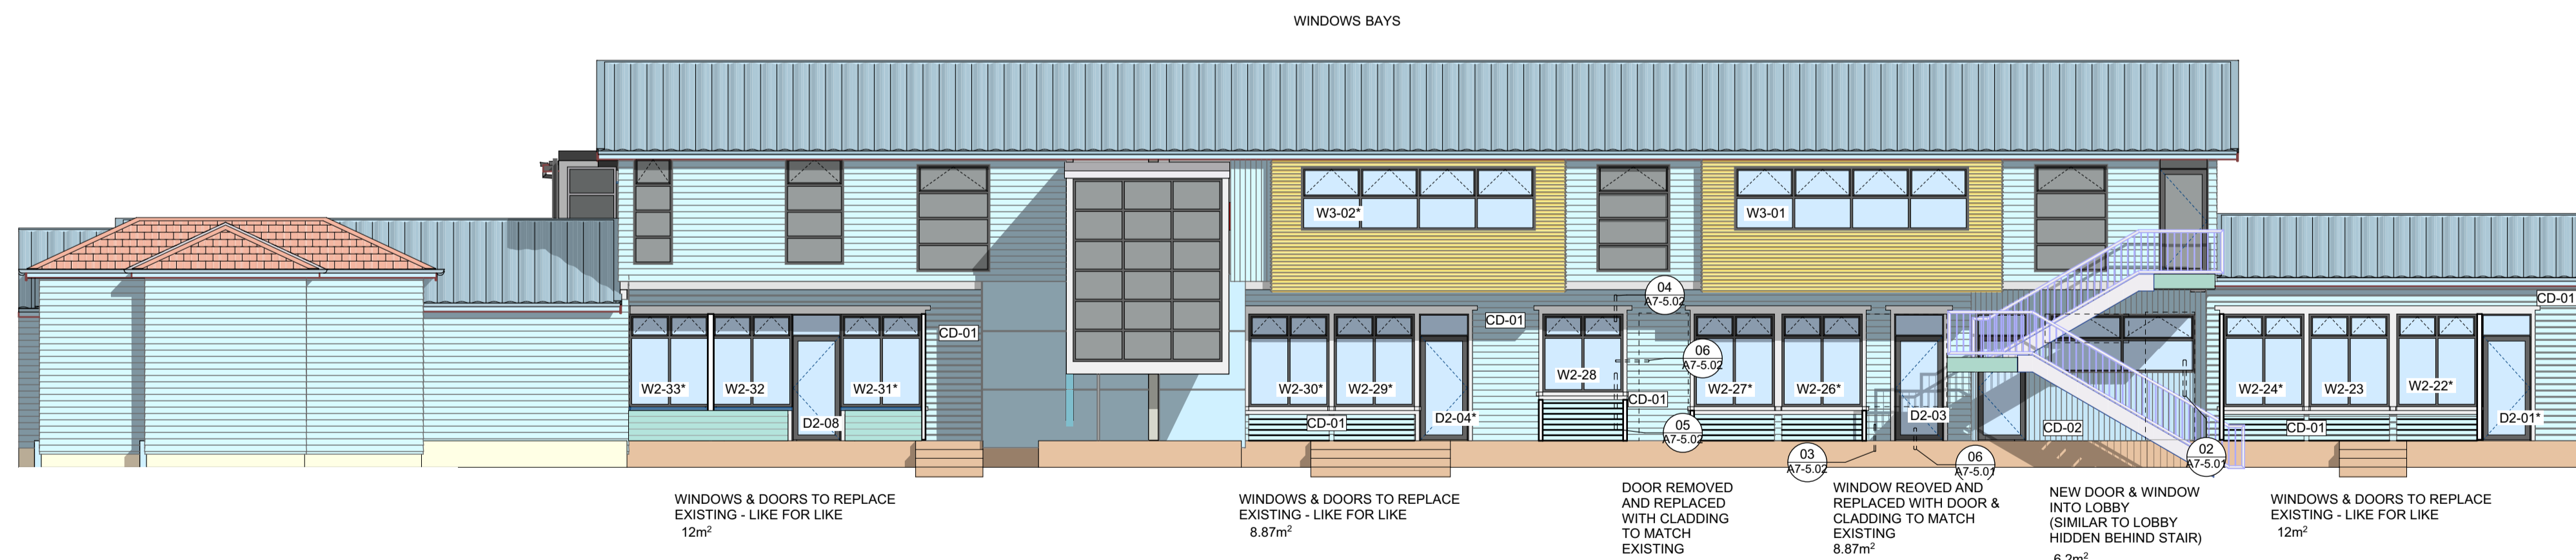 WINDOWS BAYS
W3-02*
W3-01
04
A7-5.02
CD-01
CD-01
CD-01
06
A7-5.02
W2-33*
W2-32
W2-31*
W2-30*
W2-29*
W2-28
W2-27*
W2-26*
W2-24*
W2-23
W2-22*
CD-01
D2-08
CD-01
D2-04*
05
A7-5.02
D2-03
CD-02
CD-01
D2-01*
03
A7-5.02
06
A7-5.01
02
A7-5.01
WINDOWS & DOORS TO REPLACE
EXISTING - LIKE FOR LIKE
12m²
WINDOWS & DOORS TO REPLACE
EXISTING - LIKE FOR LIKE
8.87m²
DOOR REMOVED
AND REPLACED
WITH CLADDING
TO MATCH
EXISTING
WINDOW REOVED AND
REPLACED WITH DOOR &
CLADDING TO MATCH
EXISTING
8.87m²
NEW DOOR & WINDOW
INTO LOBBY
(SIMILAR TO LOBBY
HIDDEN BEHIND STAIR)
6.2m²
WINDOWS & DOORS TO REPLACE
EXISTING - LIKE FOR LIKE
12m²